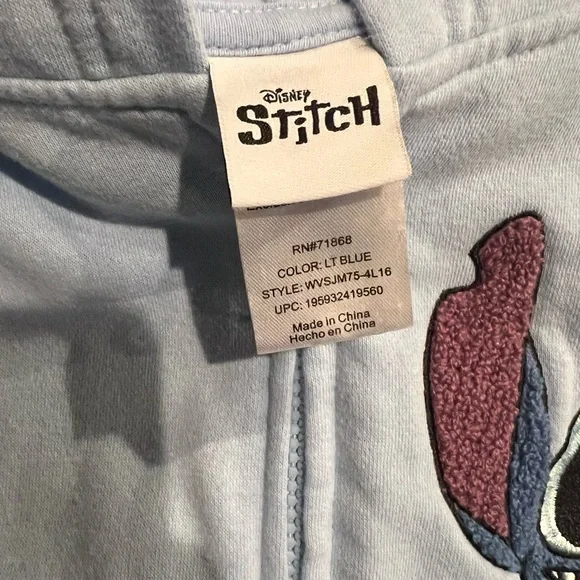 Disney
Stitch
RN#71868
COLOR: LT BLUE
STYLE: WVSJM75-4L16
UPC: 195932419560
Made in China
Hecho en China